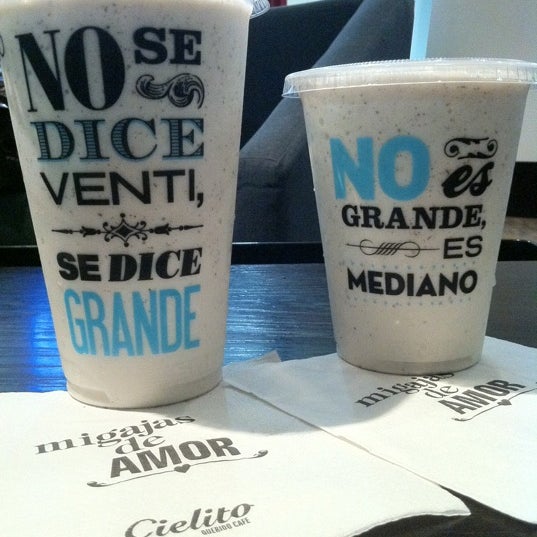 NO SE
DICE
VENTI,
SE DICE
GRANDE
NO es
GRANDE,
ES
MEDIANO
migajas
de
AMOR
Cielito
QUERIDO CAFÉ
migajas
de
AMOR